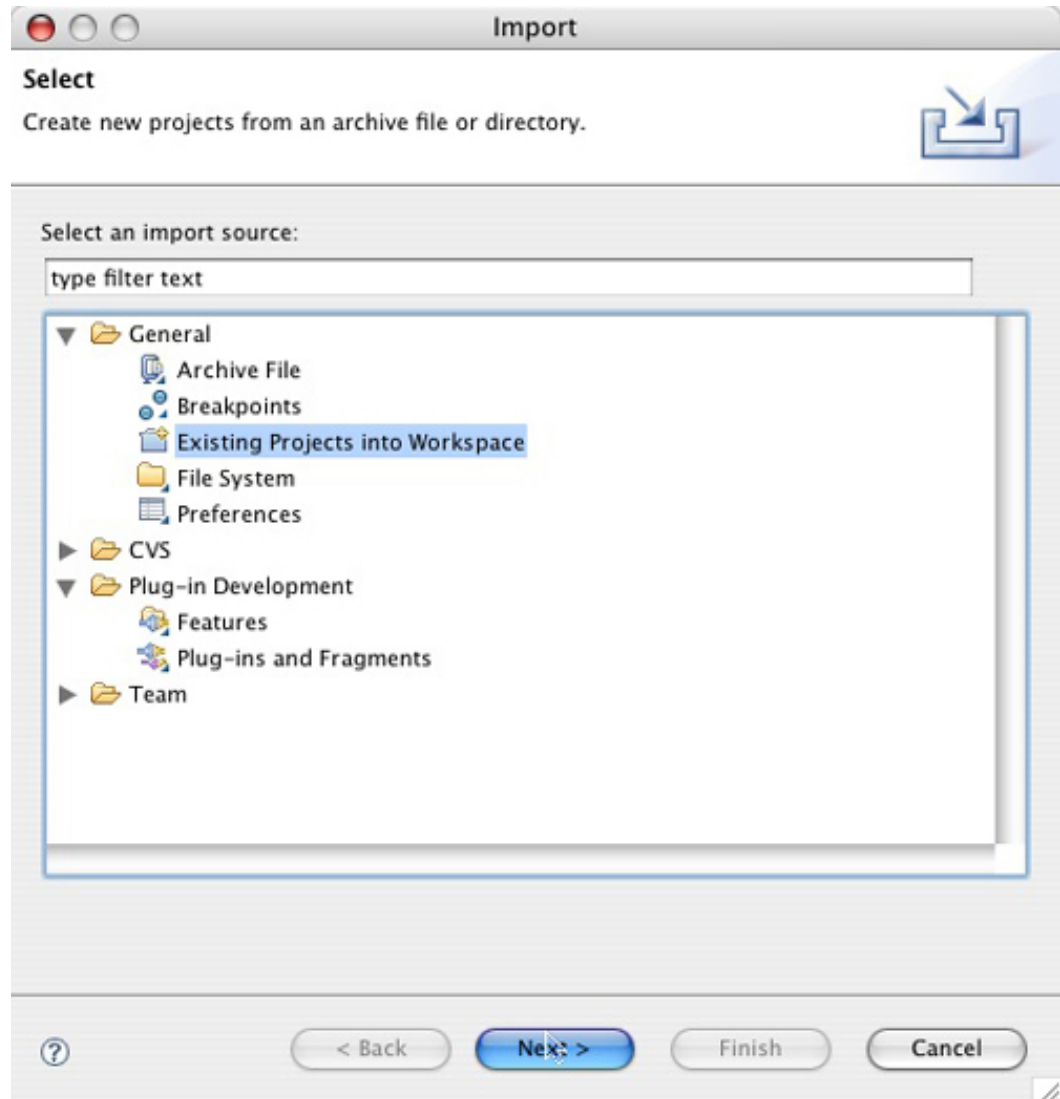 Import
Select
Create new projects from an archive file or directory.
Select an import source:
type filter text
General
Archive File
Breakpoints
Existing Projects into Workspace
File System
Preferences
CVS
Plug-in Development
Features
Plug-ins and Fragments
Team
? < Back Next > Finish Cancel